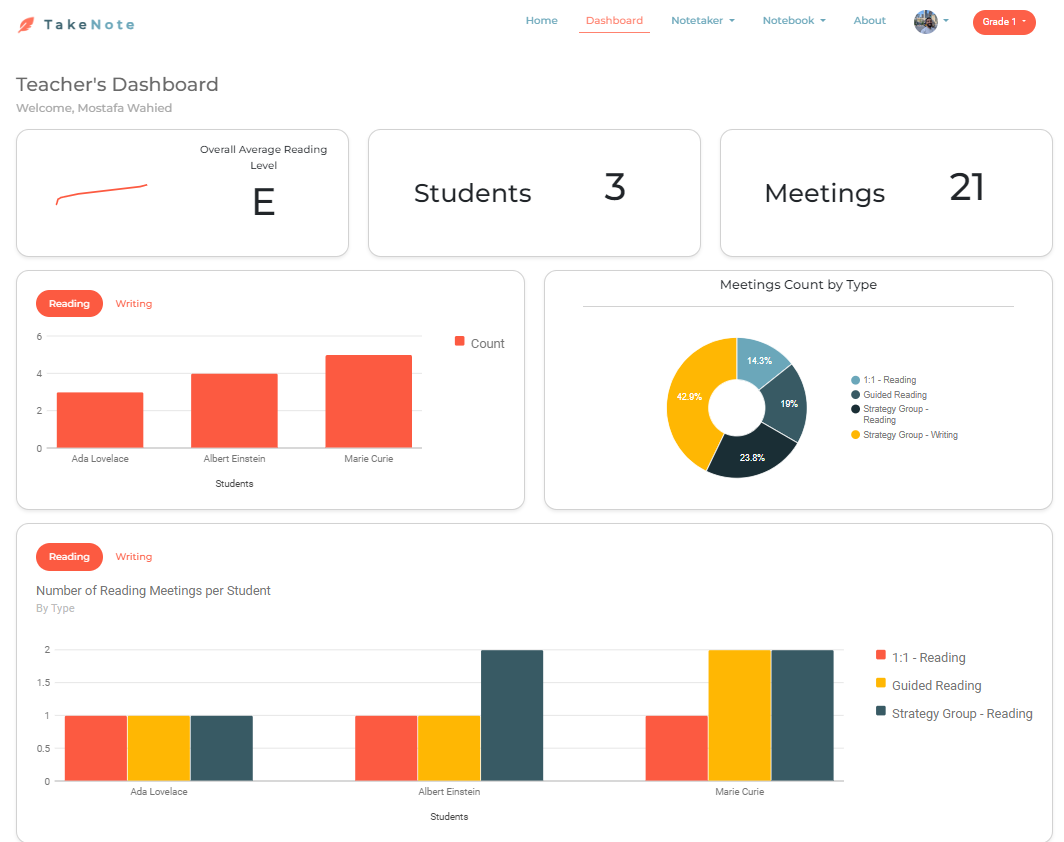 TakeNote
Home
Dashboard
Notetaker
Notebook
About
Grade 1
Teacher's Dashboard
Welcome, Mostafa Wahied
Overall Average Reading
Level
E
Students
3
Meetings
21
Reading
Writing
6
4
2
0
Ada Lovelace
Albert Einstein
Marie Curie
Students
Count
Meetings Count by Type
14.3%
19%
23.8%
42.9%
1:1 - Reading
Guided Reading
Strategy Group -
Reading
Strategy Group - Writing
Reading
Writing
Number of Reading Meetings per Student
By Type
2
1.5
1
0.5
0
Ada Lovelace
Albert Einstein
Marie Curie
Students
1:1 - Reading
Guided Reading
Strategy Group - Reading